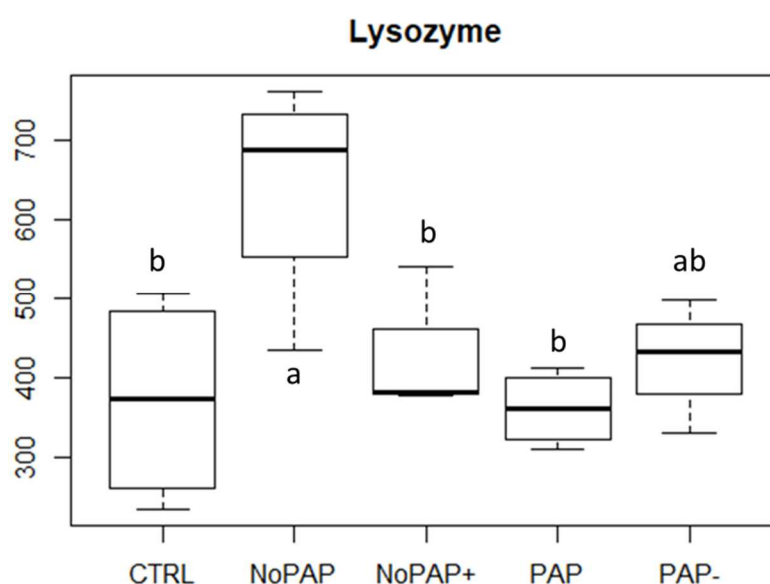 Lysozyme
700
600
500
400
300
b
a
b
b
ab
CTRL NoPAP NoPAP+ PAP PAP-